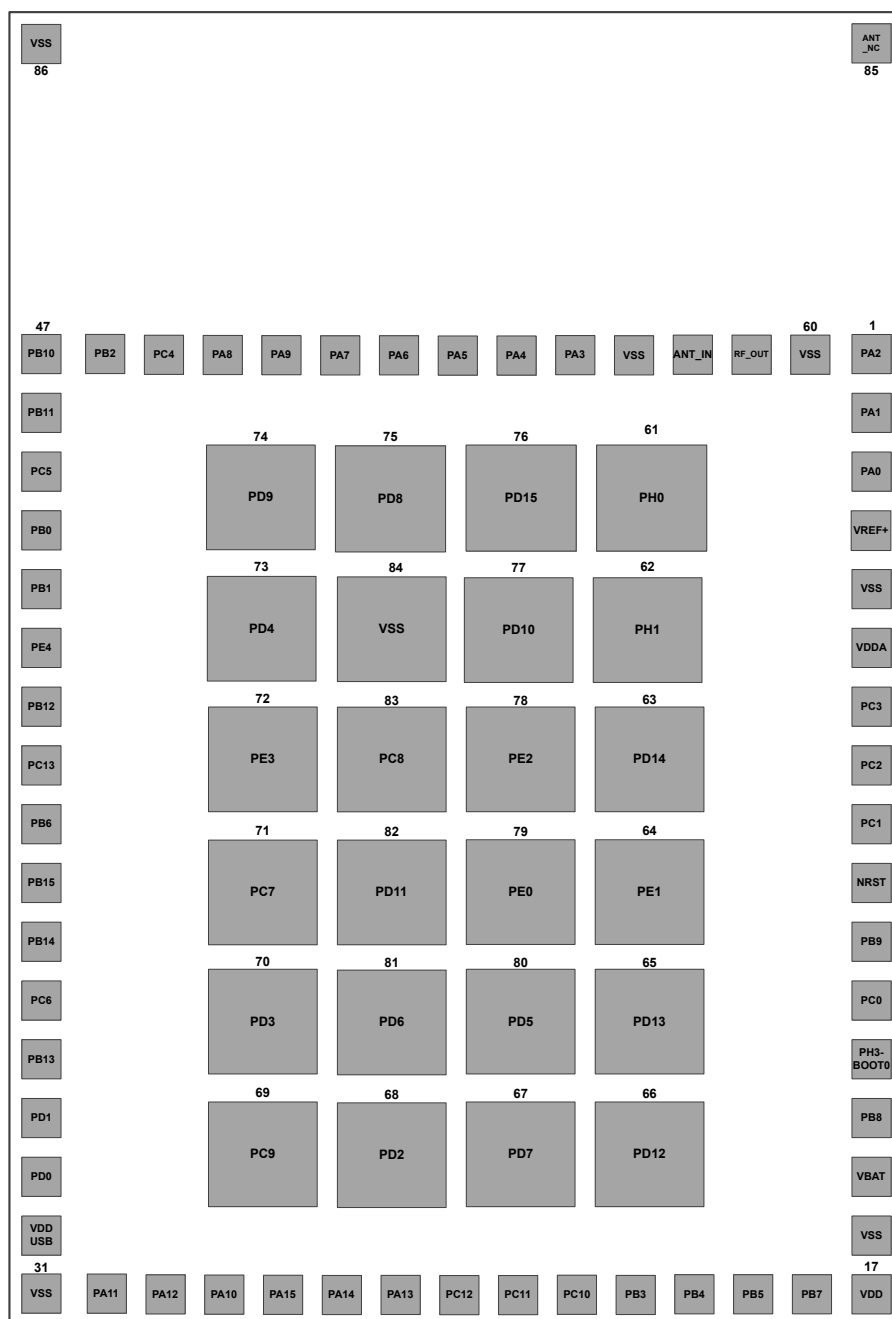 VSS
ANT
_NC
86
85
47
60
1
PB10
PB2
PC4
PA8
PA9
PA7
PA6
PA5
PA4
PA3
VSS
ANT_IN
RF_OUT
VSS
PA2
PB11
PA1
74
75
76
61
PC5
PA0
PD9
PD8
PD15
PH0
PB0
VREF+
73
84
77
62
PB1
VSS
PD4
VSS
PD10
PH1
PE4
VDDA
72
83
78
63
PB12
PC3
PE3
PC8
PE2
PD14
PC13
PC2
PB6
PC1
71
82
79
64
PB15
NRST
PC7
PD11
PE0
PE1
PB14
PB9
70
81
80
65
PC6
PC0
PD3
PD6
PD5
PD13
PB13
PH3-
BOOT0
69
68
67
66
PD1
PB8
PC9
PD2
PD7
PD12
PD0
VBAT
VDD
USB
VSS
31
17
VSS
PA11
PA12
PA10
PA15
PA14
PA13
PC12
PC11
PC10
PB3
PB4
PB5
PB7
VDD